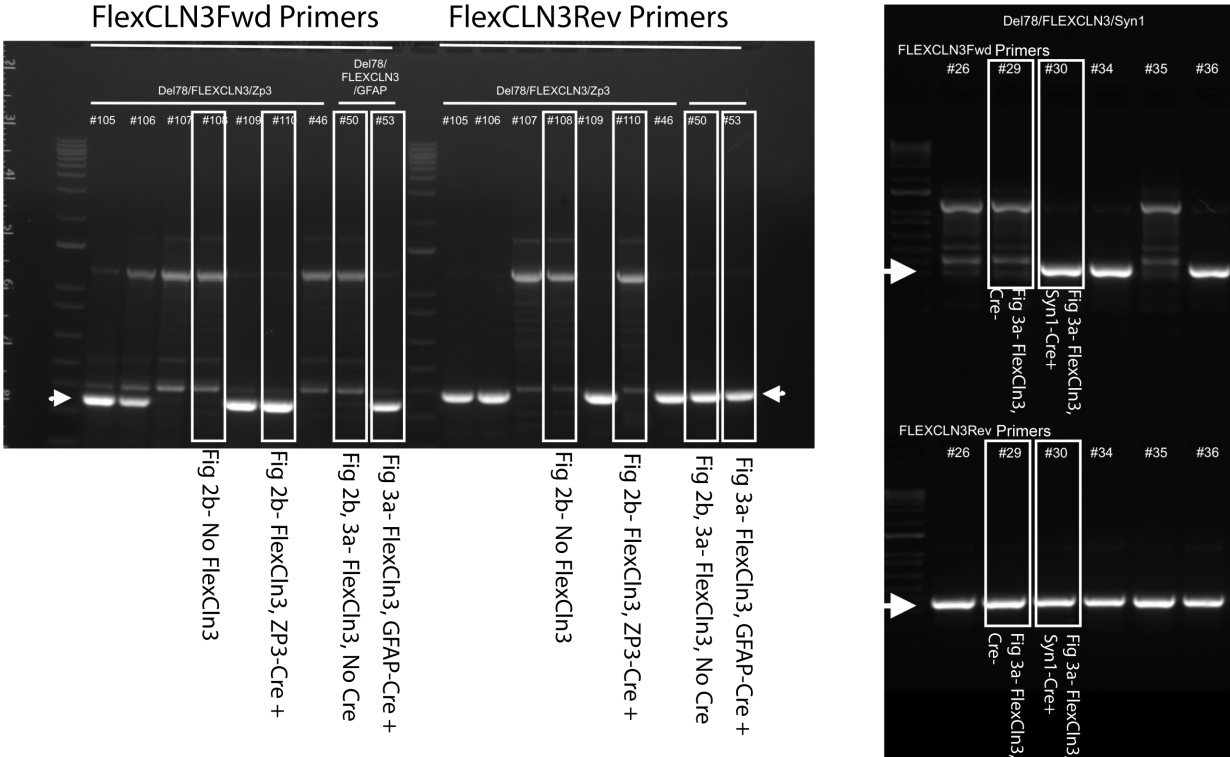 FlexCLN3Fwd Primers
FlexCLN3Rev Primers
Del78/FLEXCLN3/Zp3
Del78/
FLEXCLN3
/GFAP
Del78/FLEXCLN3/Zp3
#105 #106 #107 #108 #109 #110 #46 #50 #53
#105 #106 #107 #108 #109 #110 #46 #50 #53
Fig 2b- No FlexCln3
Fig 2b- FlexCln3, ZP3-Cre +
Fig 2b, 3a- FlexCln3, No Cre
Fig 3a- FlexCln3, GFAP-Cre +
Fig 2b- No FlexCln3
Fig 2b- FlexCln3, ZP3-Cre +
Fig 2b, 3a- FlexCln3, No Cre
Fig 3a- FlexCln3, GFAP-Cre +
Del78/FLEXCLN3/Syn1
FLEXCLN3Fwd Primers
#26 #29 #30 #34 #35 #36
Fig 3a- FlexCln3,
Cre-
Fig 3a- FlexCln3,
Syn1-Cre+
FLEXCLN3Rev Primers
#26 #29 #30 #34 #35 #36
Fig 3a- FlexCln3,
Cre-
Fig 3a- FlexCln3,
Syn1-Cre+